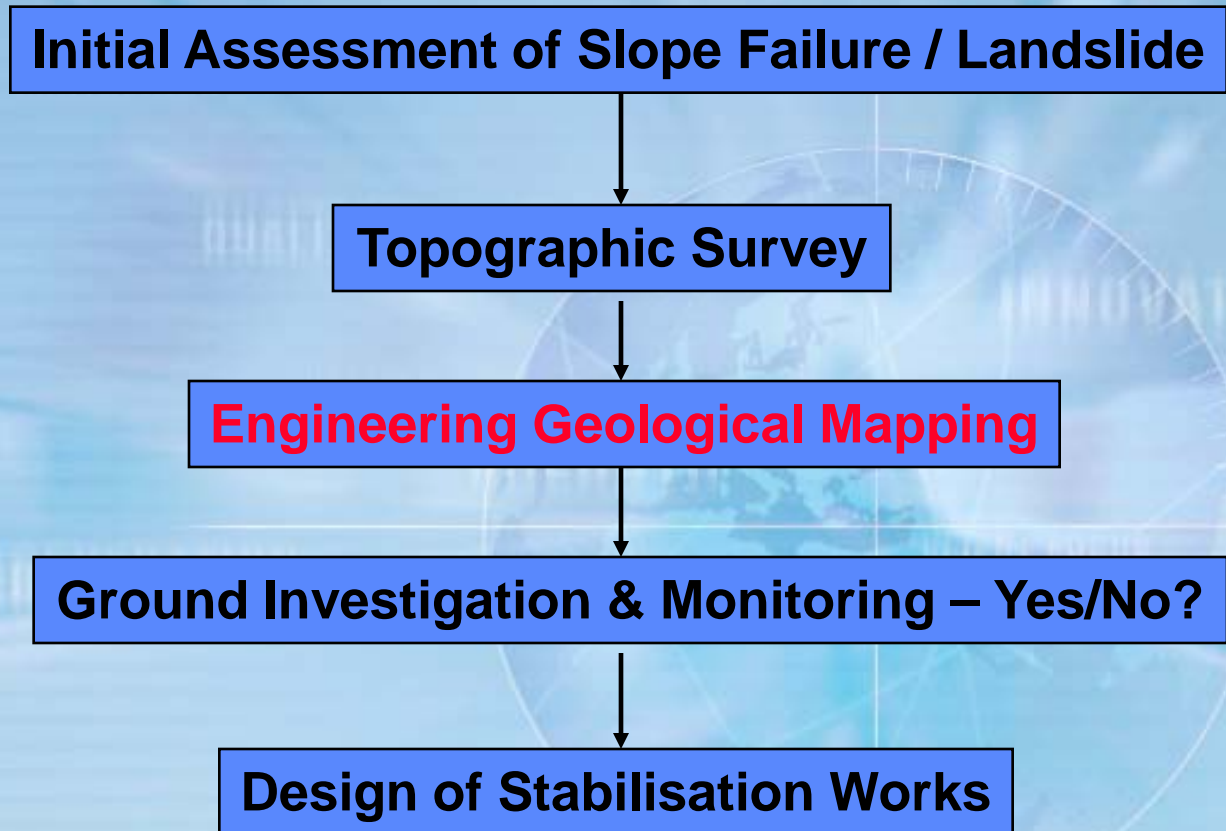 Initial Assessment of Slope Failure / Landslide
Topographic Survey
Engineering Geological Mapping
Ground Investigation & Monitoring – Yes/No?
Design of Stabilisation Works